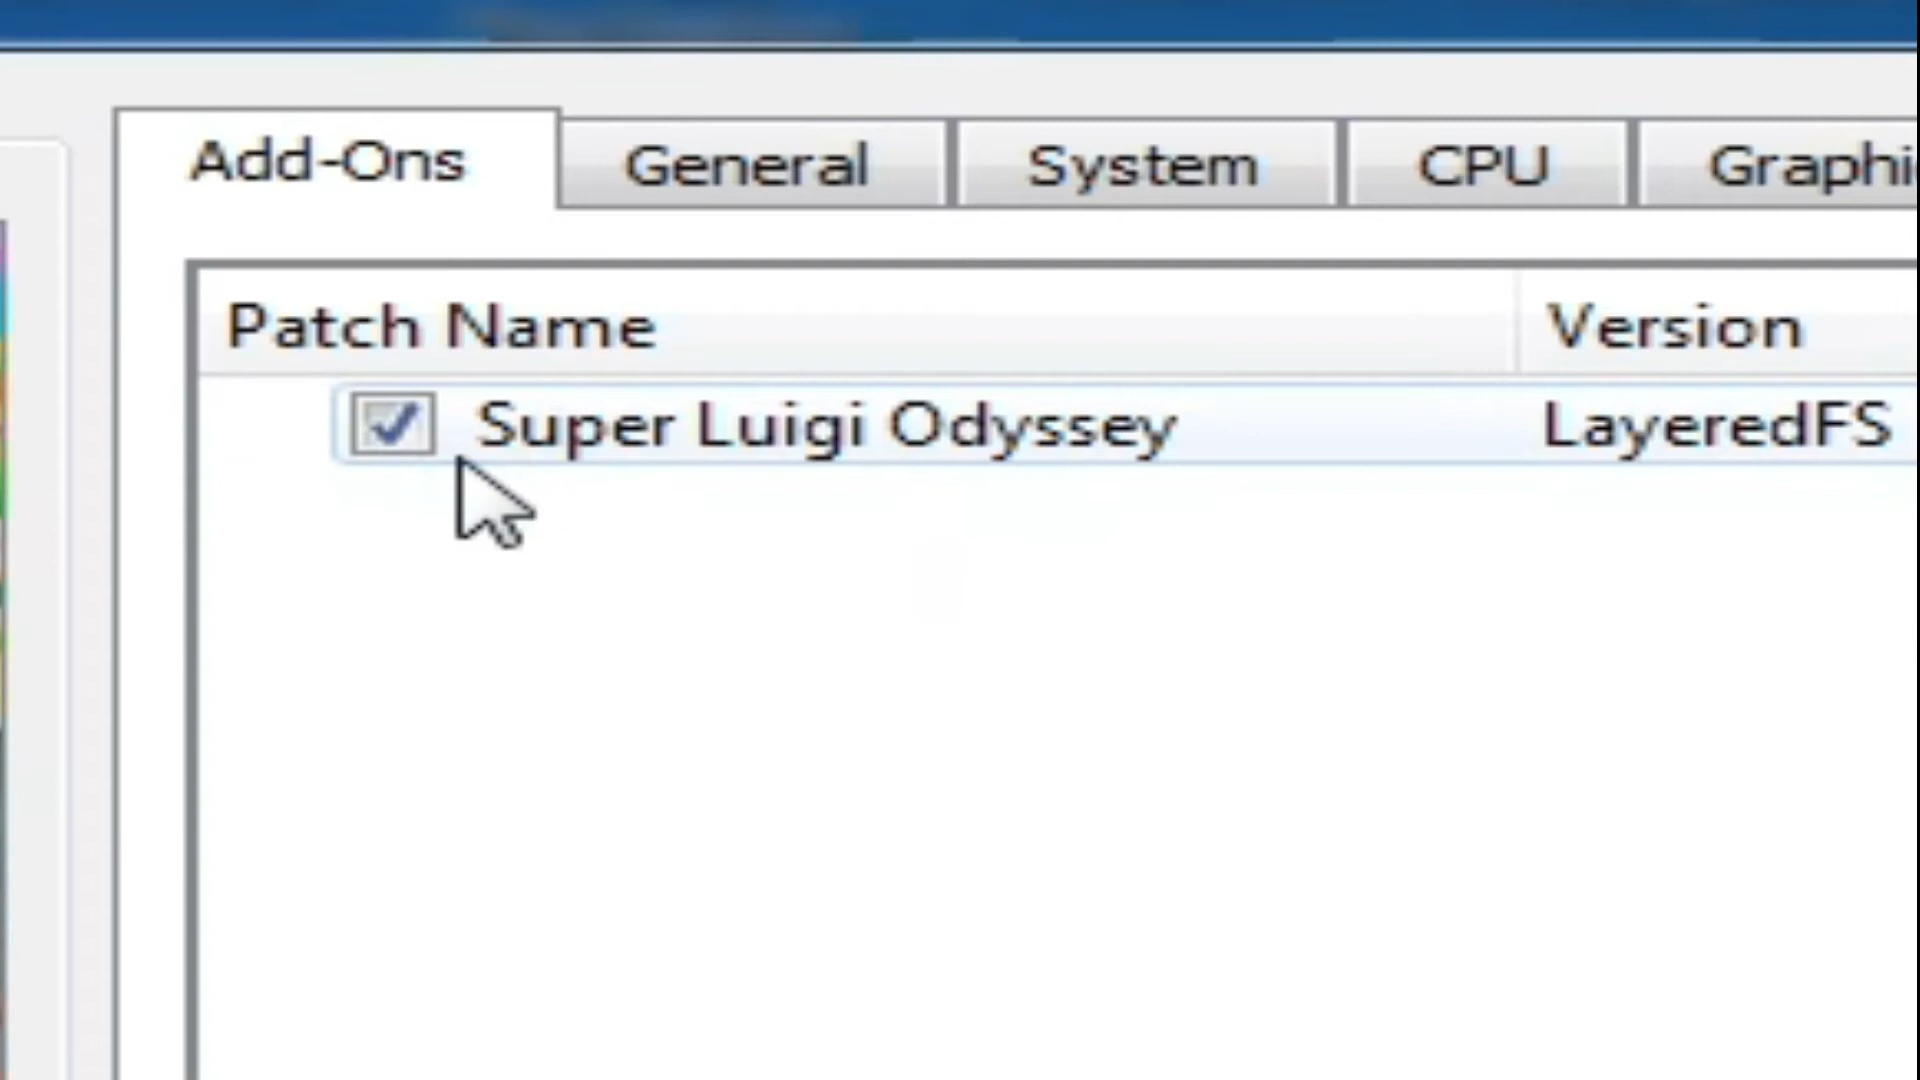 Add-Ons General System CPU Graphi
Patch Name Version
Super Luigi Odyssey LayeredFS